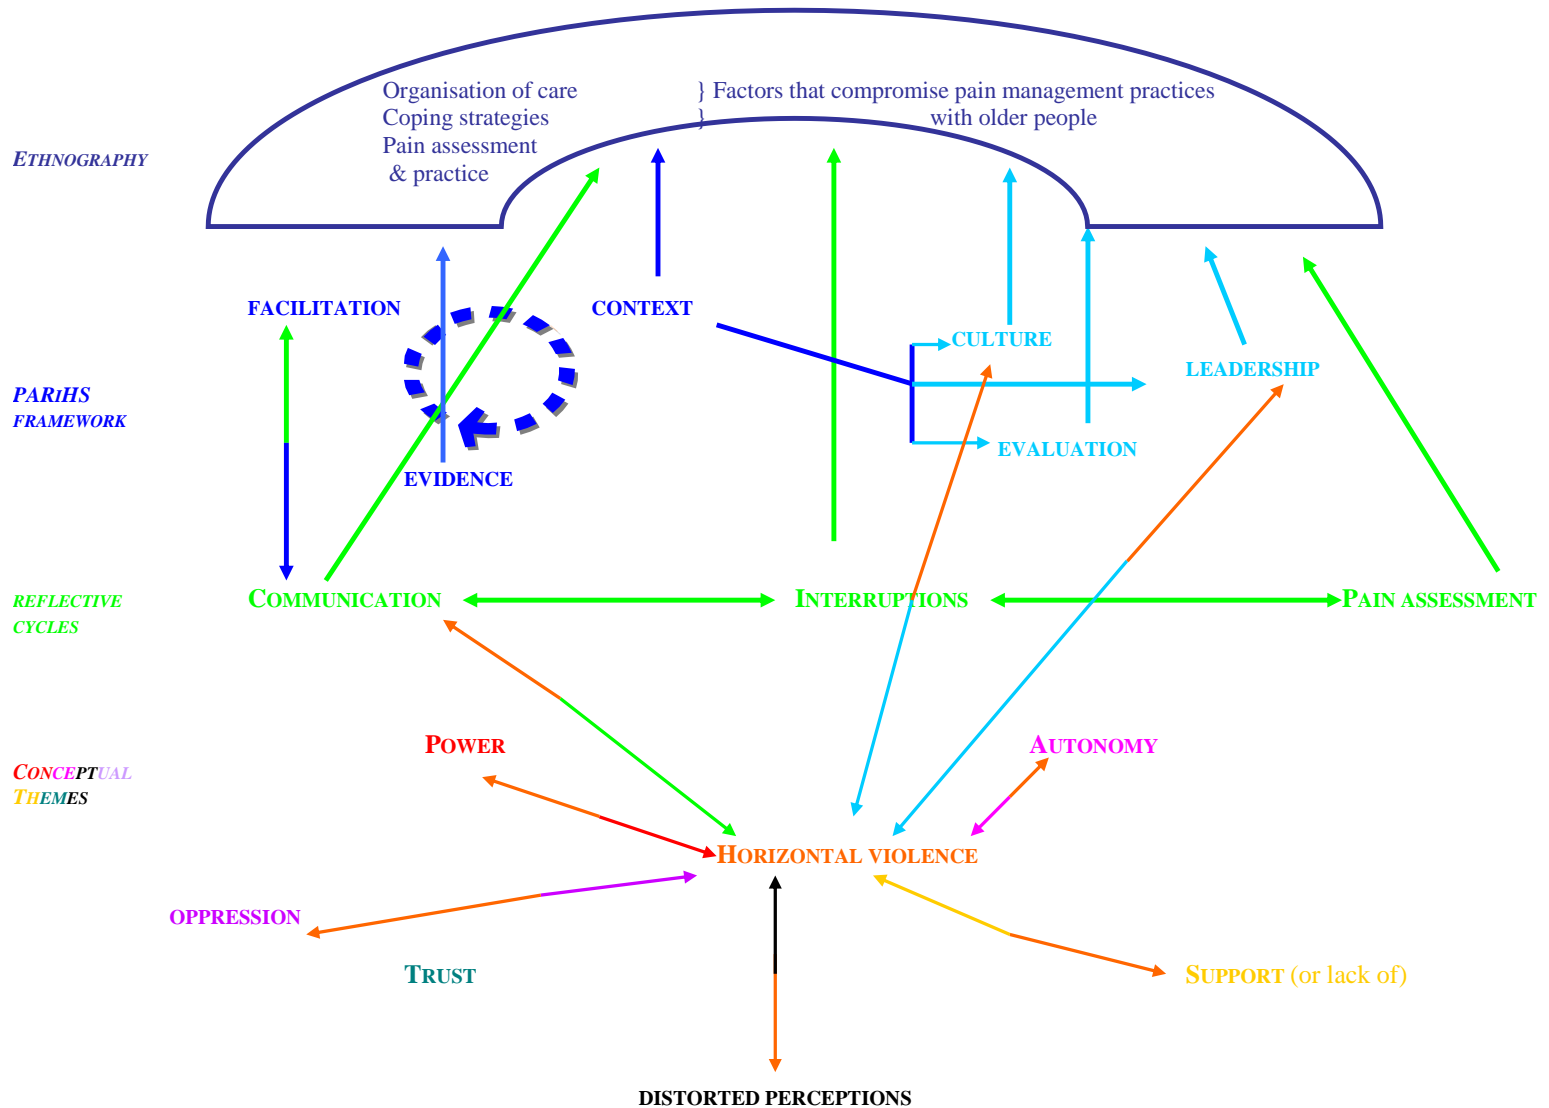 Organisation of care } Factors that compromise pain management practices
Coping strategies } with older people
Pain assessment
& practice
ETHNOGRAPHY
FACILITATION
CONTEXT
CULTURE
LEADERSHIP
PARiHS
FRAMEWORK
EVALUATION
EVIDENCE
REFLECTIVE
CYCLES
COMMUNICATION
INTERRUPTIONS
PAIN ASSESSMENT
POWER
AUTONOMY
CONCEPTUAL
THEMES
HORIZONTAL VIOLENCE
OPPRESSION
TRUST
SUPPORT (or lack of)
DISTORTED PERCEPTIONS